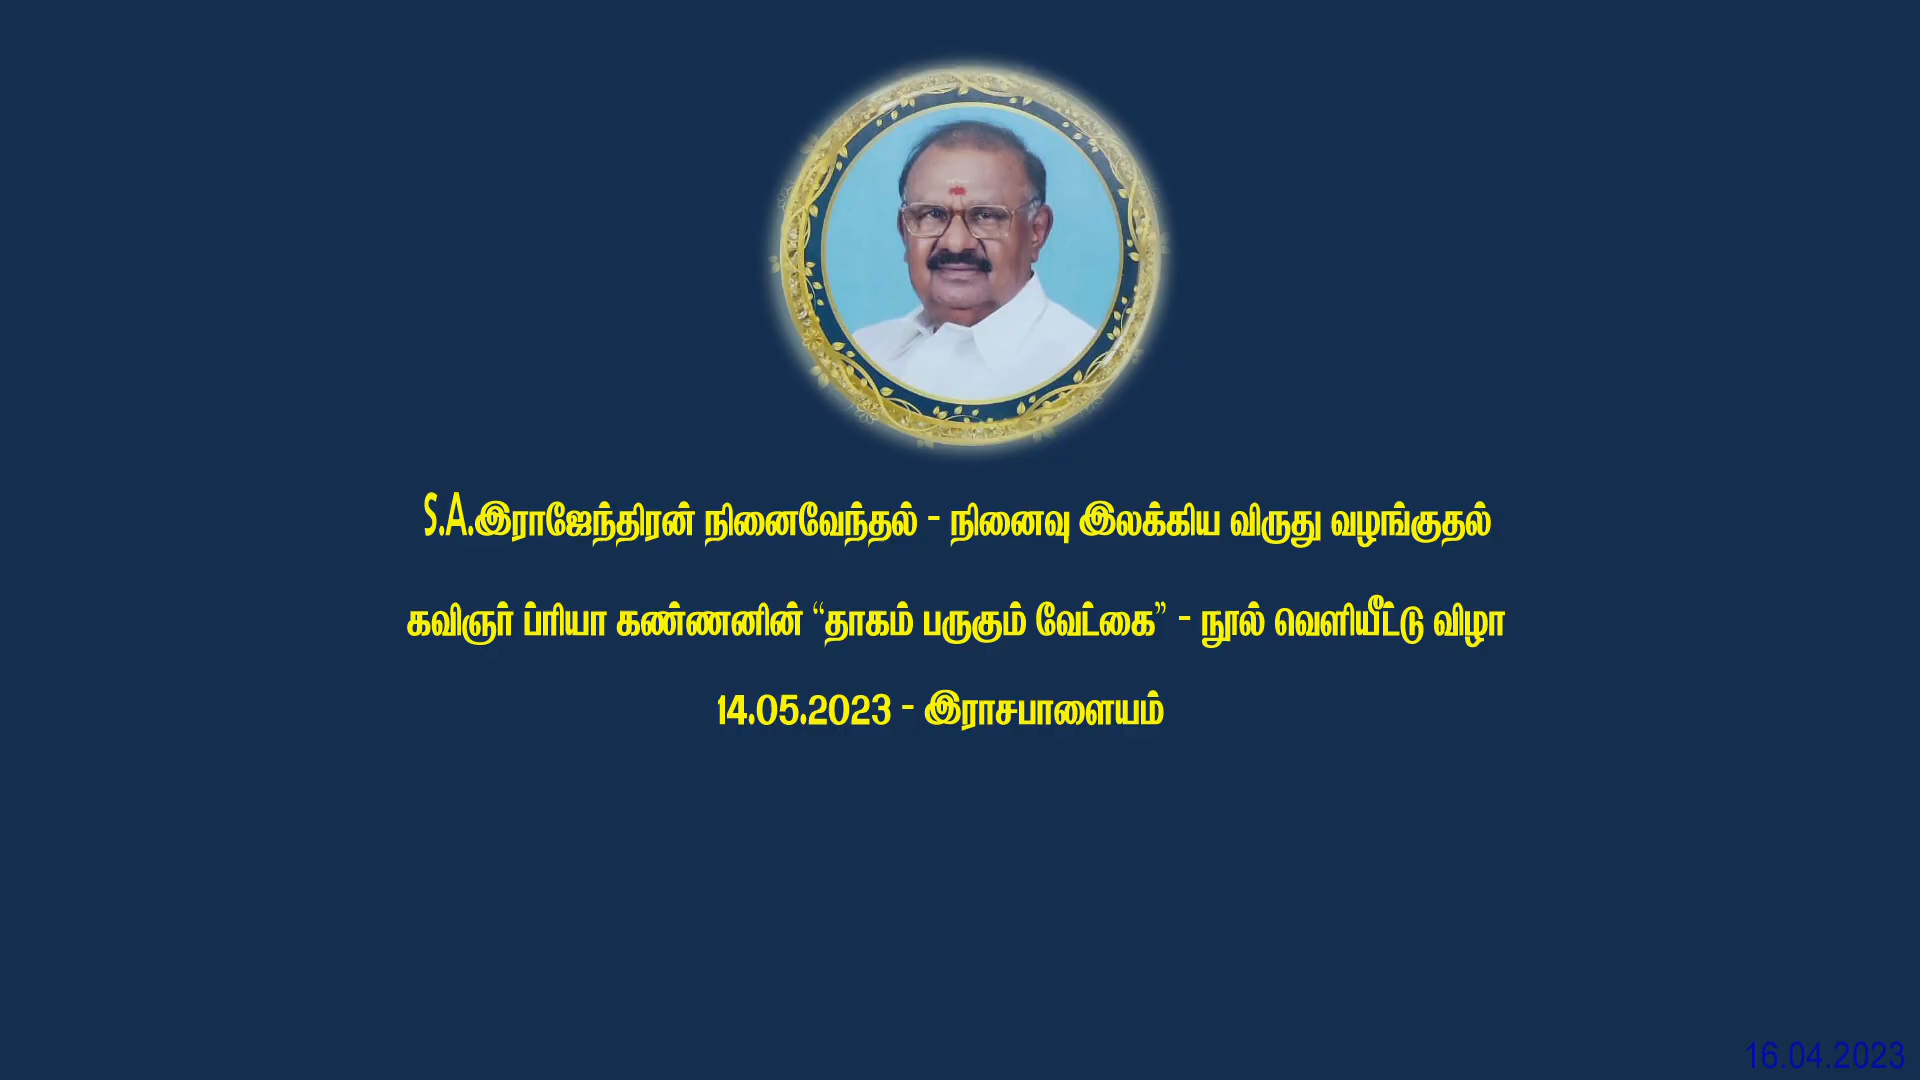 S.A.இராஜேந்திரன் நினைவேந்தல் - நினைவு இலக்கிய விருது வழங்குதல்
கவிஞர் ப்ரியா கண்ணனின் “தாகம் பருகும் வேட்கை” - நூல் வெளியீட்டு விழா
14.05.2023 - இராசபாளையம்
16.04.2023